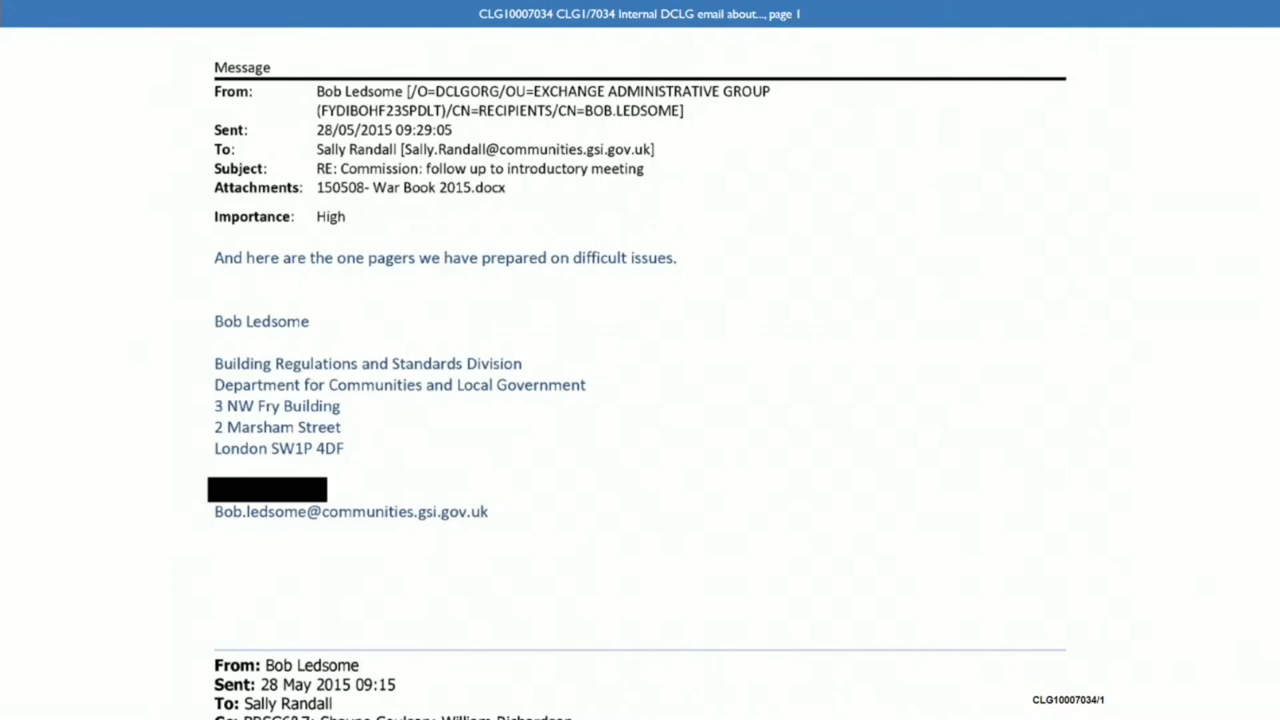 CLG10007034 CLG1/7034 Internal DCLG email about..., page 1
Message
From: Bob Ledsome [/O=DCLGORG/OU=EXCHANGE ADMINISTRATIVE GROUP
(FYDIBOHF23SPDLT)/CN=RECIPIENTS/CN=BOB.LEDSOME]
Sent: 28/05/2015 09:29:05
To: Sally Randall [Sally.Randall@communities.gsi.gov.uk]
Subject: RE: Commission: follow up to introductory meeting
Attachments: 150508- War Book 2015.docx
Importance: High
And here are the one pagers we have prepared on difficult issues.
Bob Ledsome
Building Regulations and Standards Division
Department for Communities and Local Government
3 NW Fry Building
2 Marsham Street
London SW1P 4DF
Bob.ledsome@communities.gsi.gov.uk
From: Bob Ledsome
Sent: 28 May 2015 09:15
To: Sally Randall
CLG10007034/1